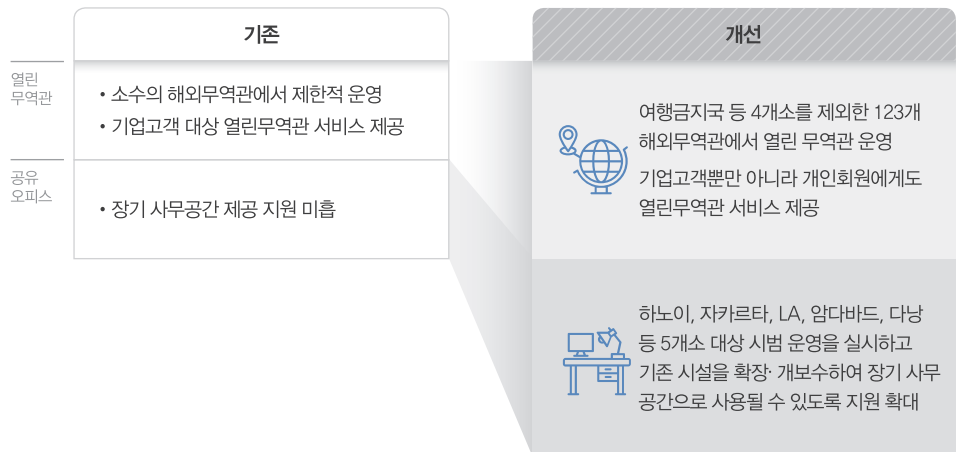 기존
개선
열린
무역관
• 소수의 해외무역관에서 제한적 운영
• 기업고객 대상 열린무역관 서비스 제공
여행금지국 등 4개소를 제외한 123개
해외무역관에서 열린 무역관 운영
기업고객뿐만 아니라 개인회원에게도
열린무역관 서비스 제공
공유
오피스
• 장기 사무공간 제공 지원 미흡
하노이, 자카르타, LA, 암다바드, 다낭
등 5개소 대상 시범 운영을 실시하고
기존 시설을 확장· 개보수하여 장기 사무
공간으로 사용될 수 있도록 지원 확대